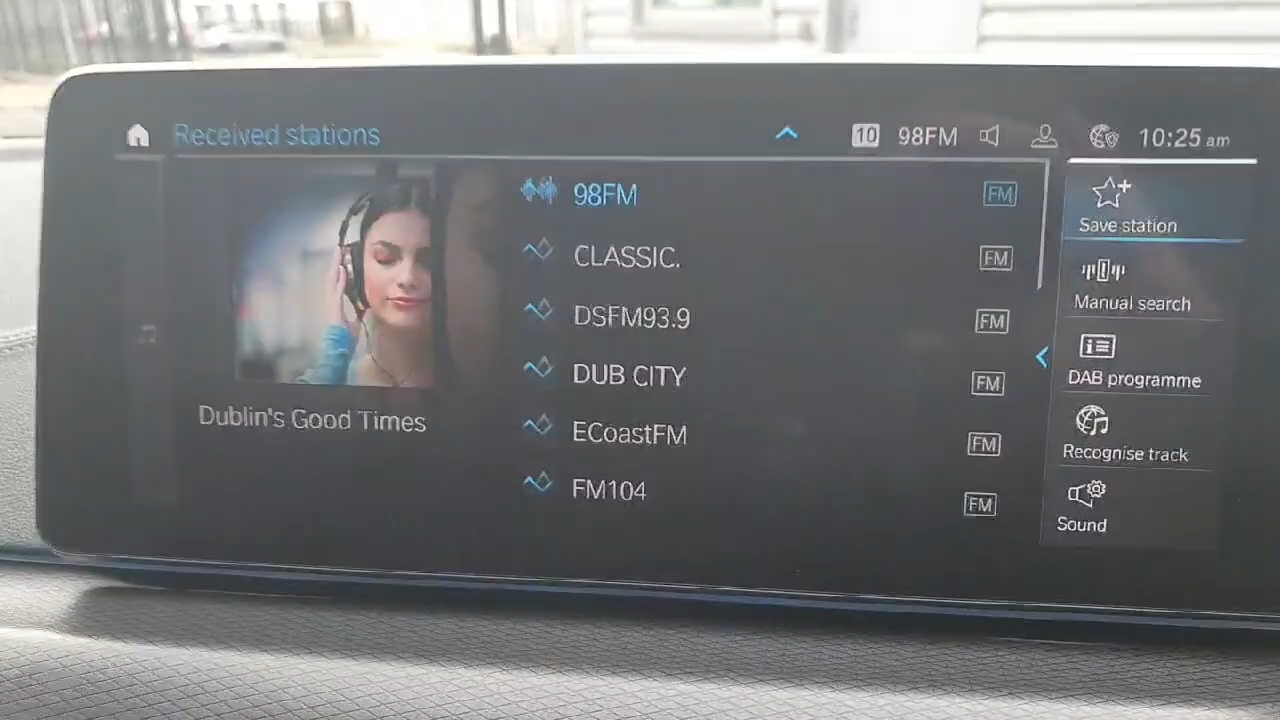 Received stations
10 98FM 10:25 am
98FM FM
CLASSIC. FM
DSFM93.9 FM
DUB CITY FM
ECoastFM FM
FM104 FM
Dublin's Good Times
Save station
Manual search
DAB programme
Recognise track
Sound